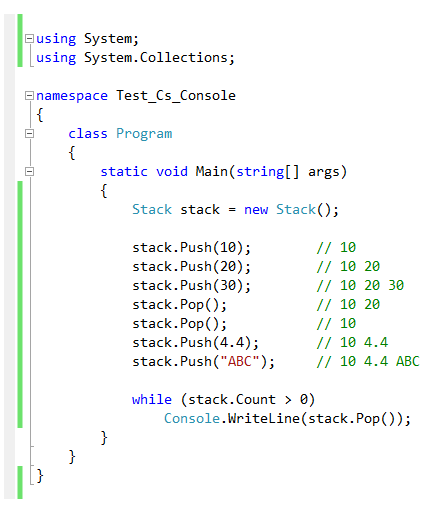 using System;
using System.Collections;
namespace Test_Cs_Console
{
class Program
{
static void Main(string[] args)
{
Stack stack = new Stack();
stack.Push(10); // 10
stack.Push(20); // 10 20
stack.Push(30); // 10 20 30
stack.Pop(); // 10 20
stack.Pop(); // 10
stack.Push(4.4); // 10 4.4
stack.Push("ABC"); // 10 4.4 ABC
while (stack.Count > 0)
Console.WriteLine(stack.Pop());
}
}
}